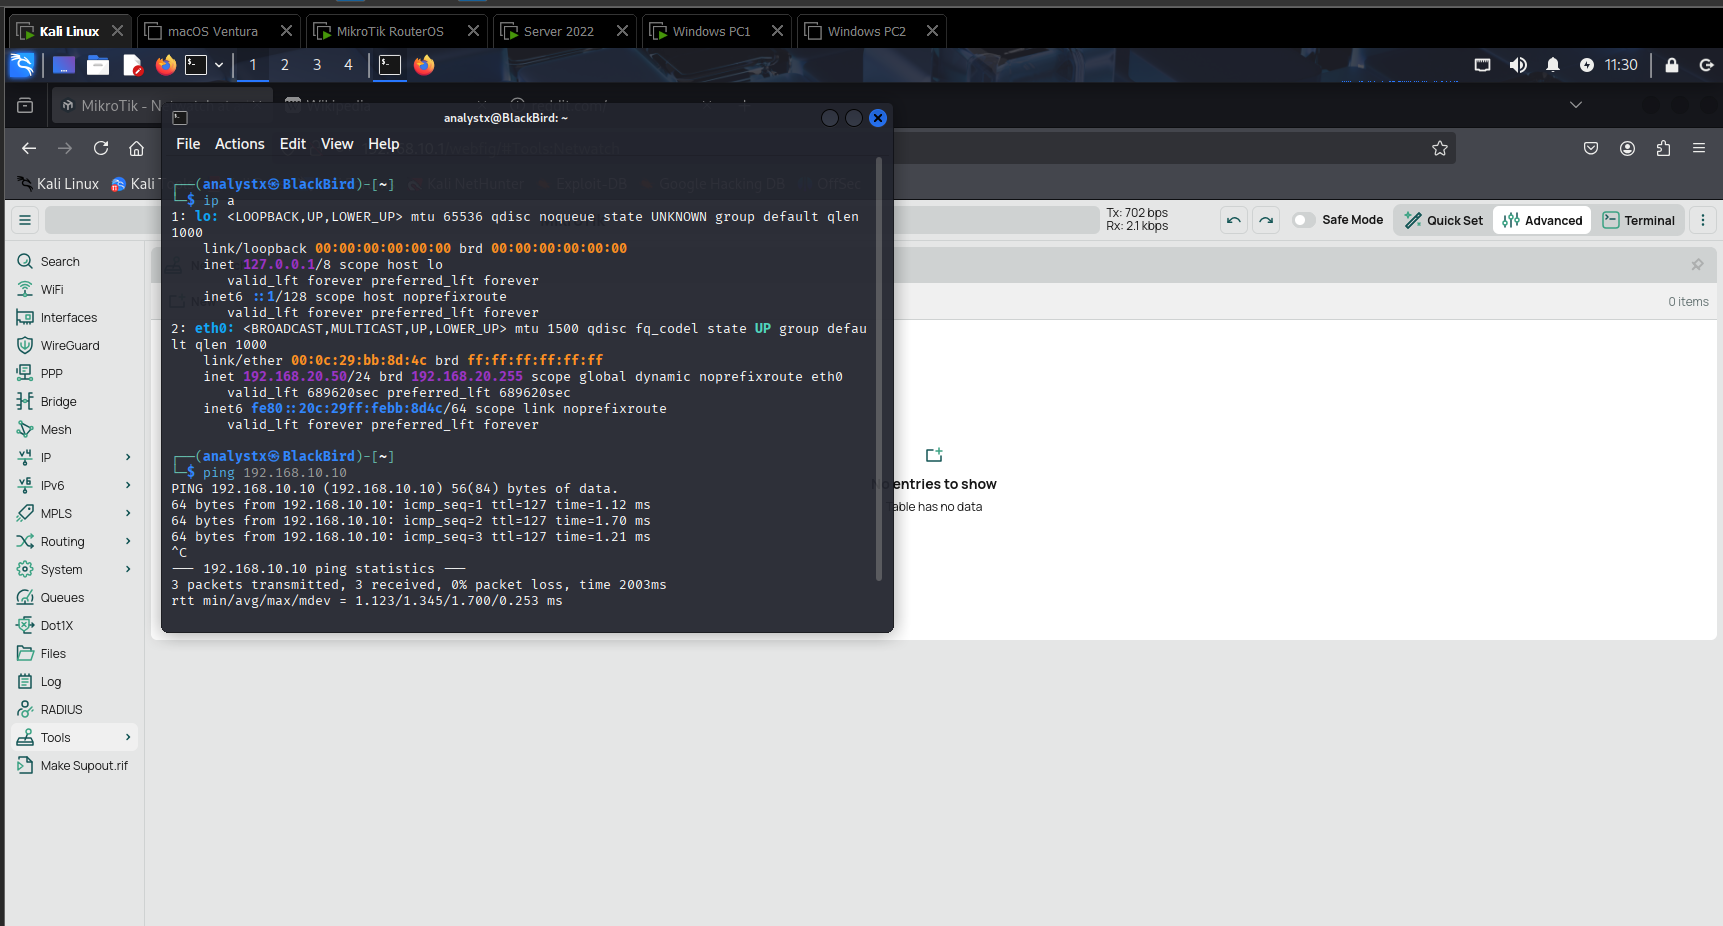 Kali Linux
macOS Ventura
MikroTik RouterOS
Server 2022
Windows PC1
Windows PC2
1 2 3 4
11:30
MikroTik - N
Wikipedia
analystx@BlackBird: ~
File Actions Edit View Help
Kali Linux
Kali T
Kali NetHunter
Exploit-DB
Google Hacking DB
OffSec
┌──(analystx㉿BlackBird)-[~]
└─$ ip a
1: lo: <LOOPBACK,UP,LOWER_UP> mtu 65536 qdisc noqueue state UNKNOWN group default qlen
1000
link/loopback 00:00:00:00:00:00 brd 00:00:00:00:00:00
inet 127.0.0.1/8 scope host lo
valid_lft forever preferred_lft forever
inet6 ::1/128 scope host noprefixroute
valid_lft forever preferred_lft forever
2: eth0: <BROADCAST,MULTICAST,UP,LOWER_UP> mtu 1500 qdisc fq_codel state UP group defau
lt qlen 1000
link/ether 00:0c:29:bb:8d:4c brd ff:ff:ff:ff:ff:ff
inet 192.168.20.50/24 brd 192.168.20.255 scope global dynamic noprefixroute eth0
valid_lft 689620sec preferred_lft 689620sec
inet6 fe80::20c:29ff:febb:8d4c/64 scope link noprefixroute
valid_lft forever preferred_lft forever
┌──(analystx㉿BlackBird)-[~]
└─$ ping 192.168.10.10
PING 192.168.10.10 (192.168.10.10) 56(84) bytes of data.
64 bytes from 192.168.10.10: icmp_seq=1 ttl=127 time=1.12 ms
64 bytes from 192.168.10.10: icmp_seq=2 ttl=127 time=1.70 ms
64 bytes from 192.168.10.10: icmp_seq=3 ttl=127 time=1.21 ms
^C
--- 192.168.10.10 ping statistics ---
3 packets transmitted, 3 received, 0% packet loss, time 2003ms
rtt min/avg/max/mdev = 1.123/1.345/1.700/0.253 ms
Tx: 702 bps
Rx: 2.1 kbps
Safe Mode
Quick Set
Advanced
Terminal
0 items
No entries to show
Table has no data
Search
WiFi
Interfaces
WireGuard
PPP
Bridge
Mesh
IP
IPv6
MPLS
Routing
System
Queues
Dot1X
Files
Log
RADIUS
Tools
Make Supout.rif